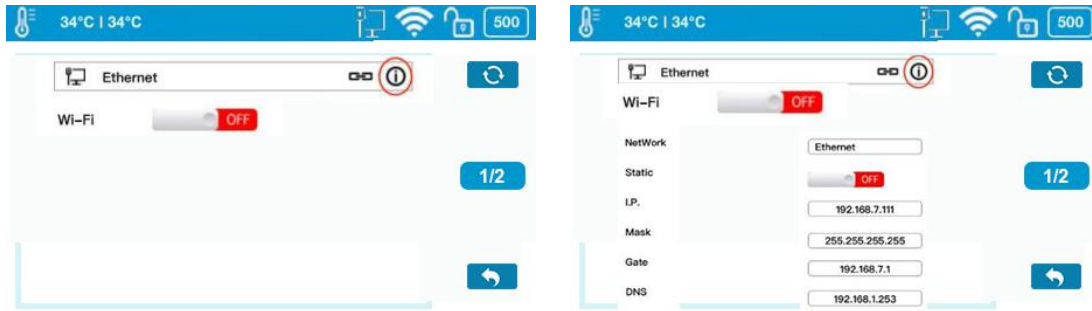 34°C | 34°C
500
Ethernet
Wi-Fi
OFF
1/2
34°C | 34°C
500
Ethernet
Wi-Fi
OFF
NetWork
Ethernet
Static
OFF
I.P.
192.168.7.111
Mask
255.255.255.255
Gate
192.168.7.1
DNS
192.168.1.253
1/2